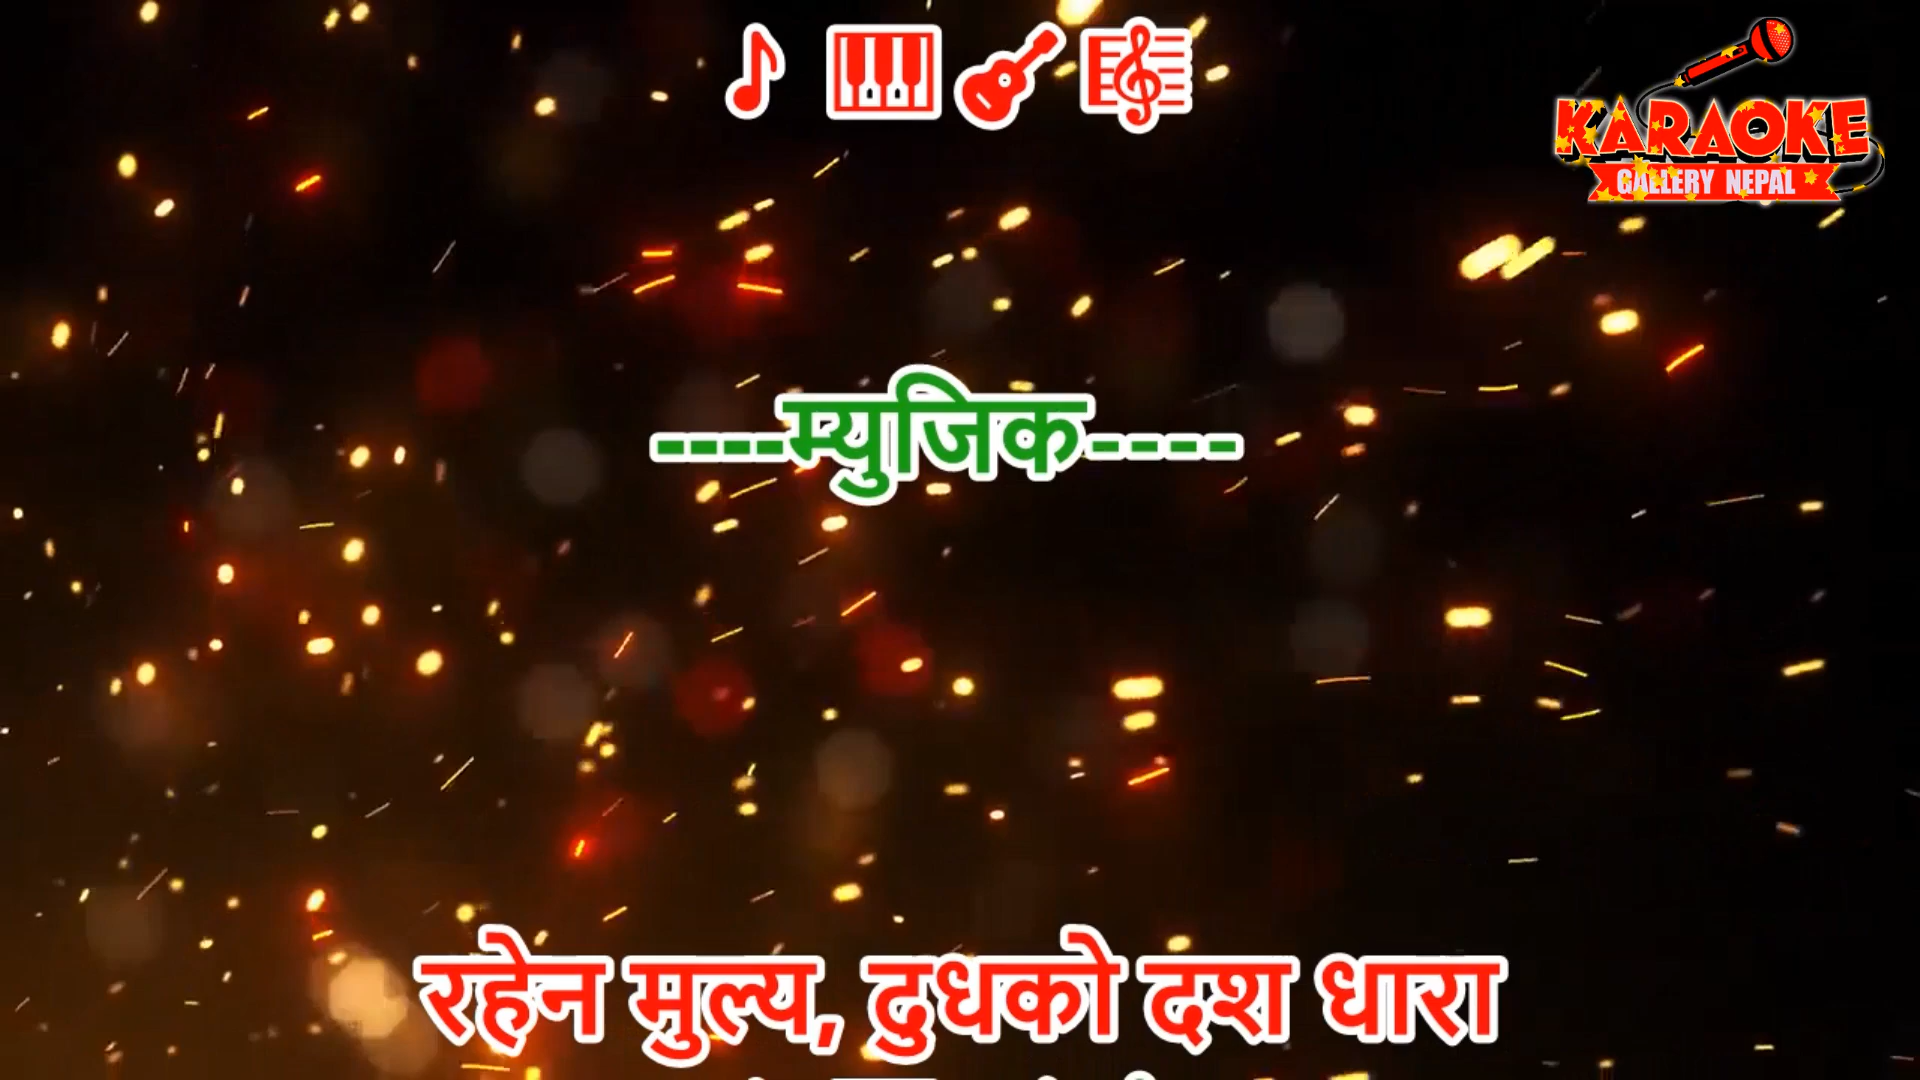 KARAOKE
GALLERY NEPAL
----म्युजिक----
रहेन मुल्य, दुधको दश धारा